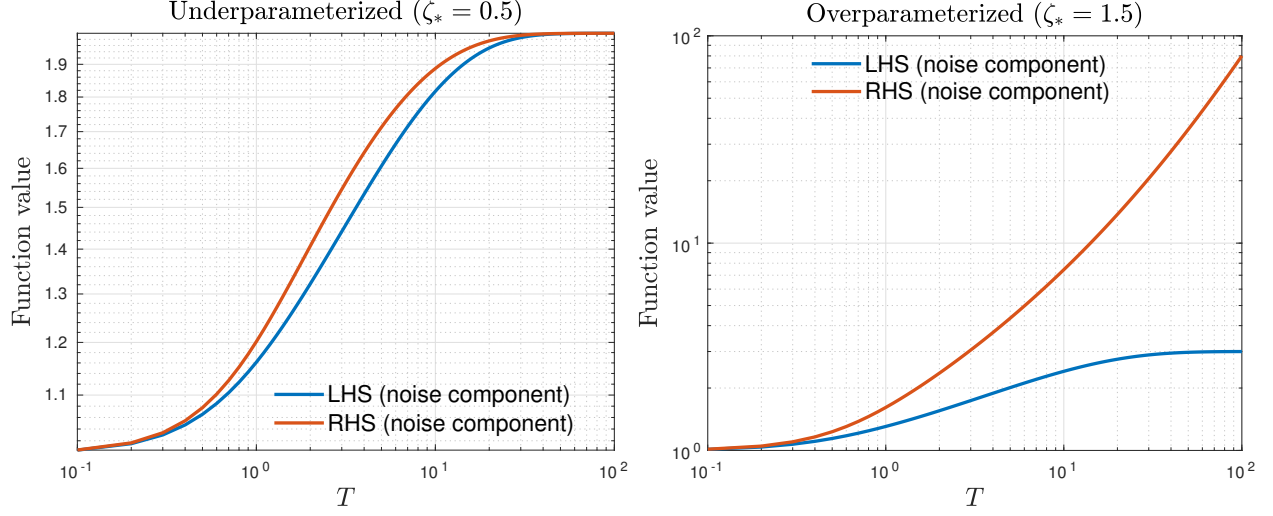 Underparameterized (ζ* = 0.5)
Function value
1.9
1.8
1.7
1.6
1.5
1.4
1.3
1.2
1.1
LHS (noise component)
RHS (noise component)
10^-1
10^0
10^1
10^2
T
Overparameterized (ζ* = 1.5)
Function value
10^2
10^1
10^0
LHS (noise component)
RHS (noise component)
10^-1
10^0
10^1
10^2
T